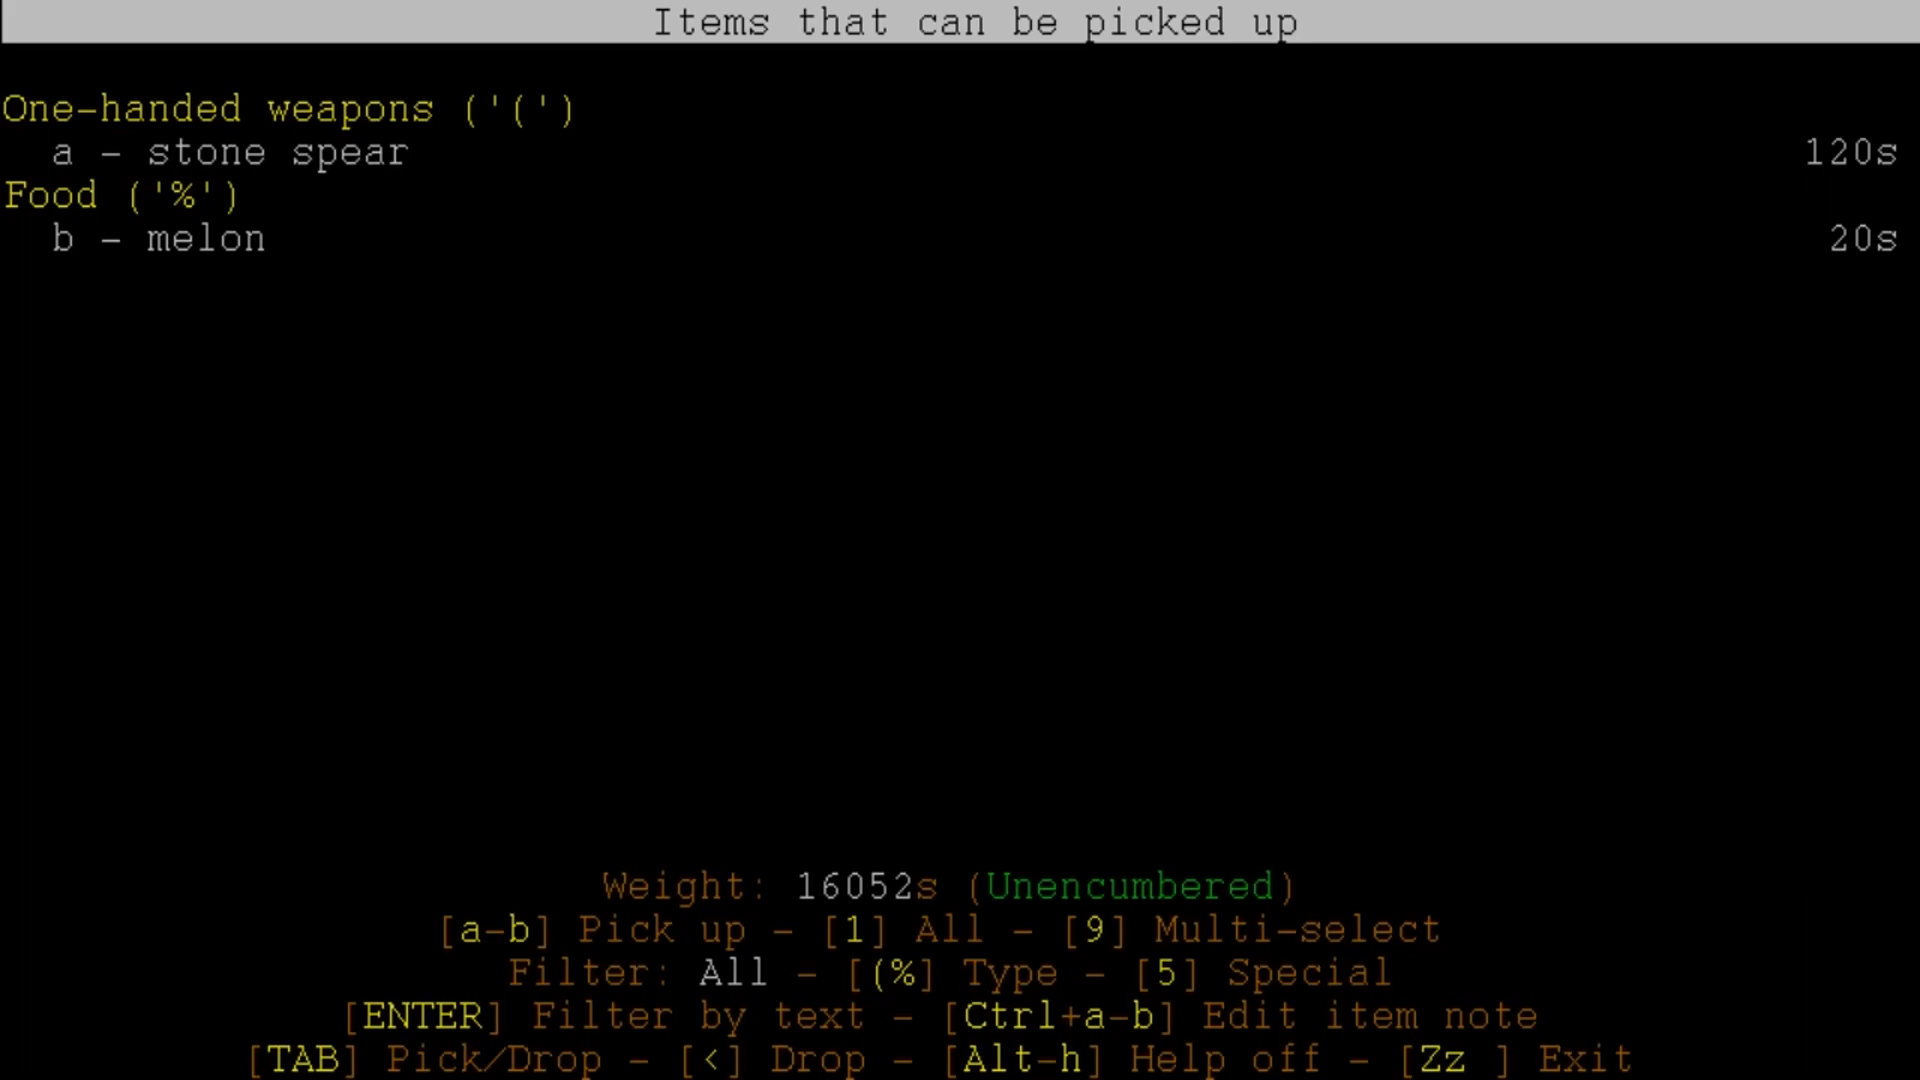 Items that can be picked up
One-handed weapons ('(')
a - stone spear 120s
Food ('%')
b - melon 20s
Weight: 16052s (Unencumbered)
[a-b] Pick up - [1] All - [9] Multi-select
Filter: All - [(%] Type - [5] Special
[ENTER] Filter by text - [Ctrl+a-b] Edit item note
[TAB] Pick/Drop - [<] Drop - [Alt-h] Help off - [Zz ] Exit